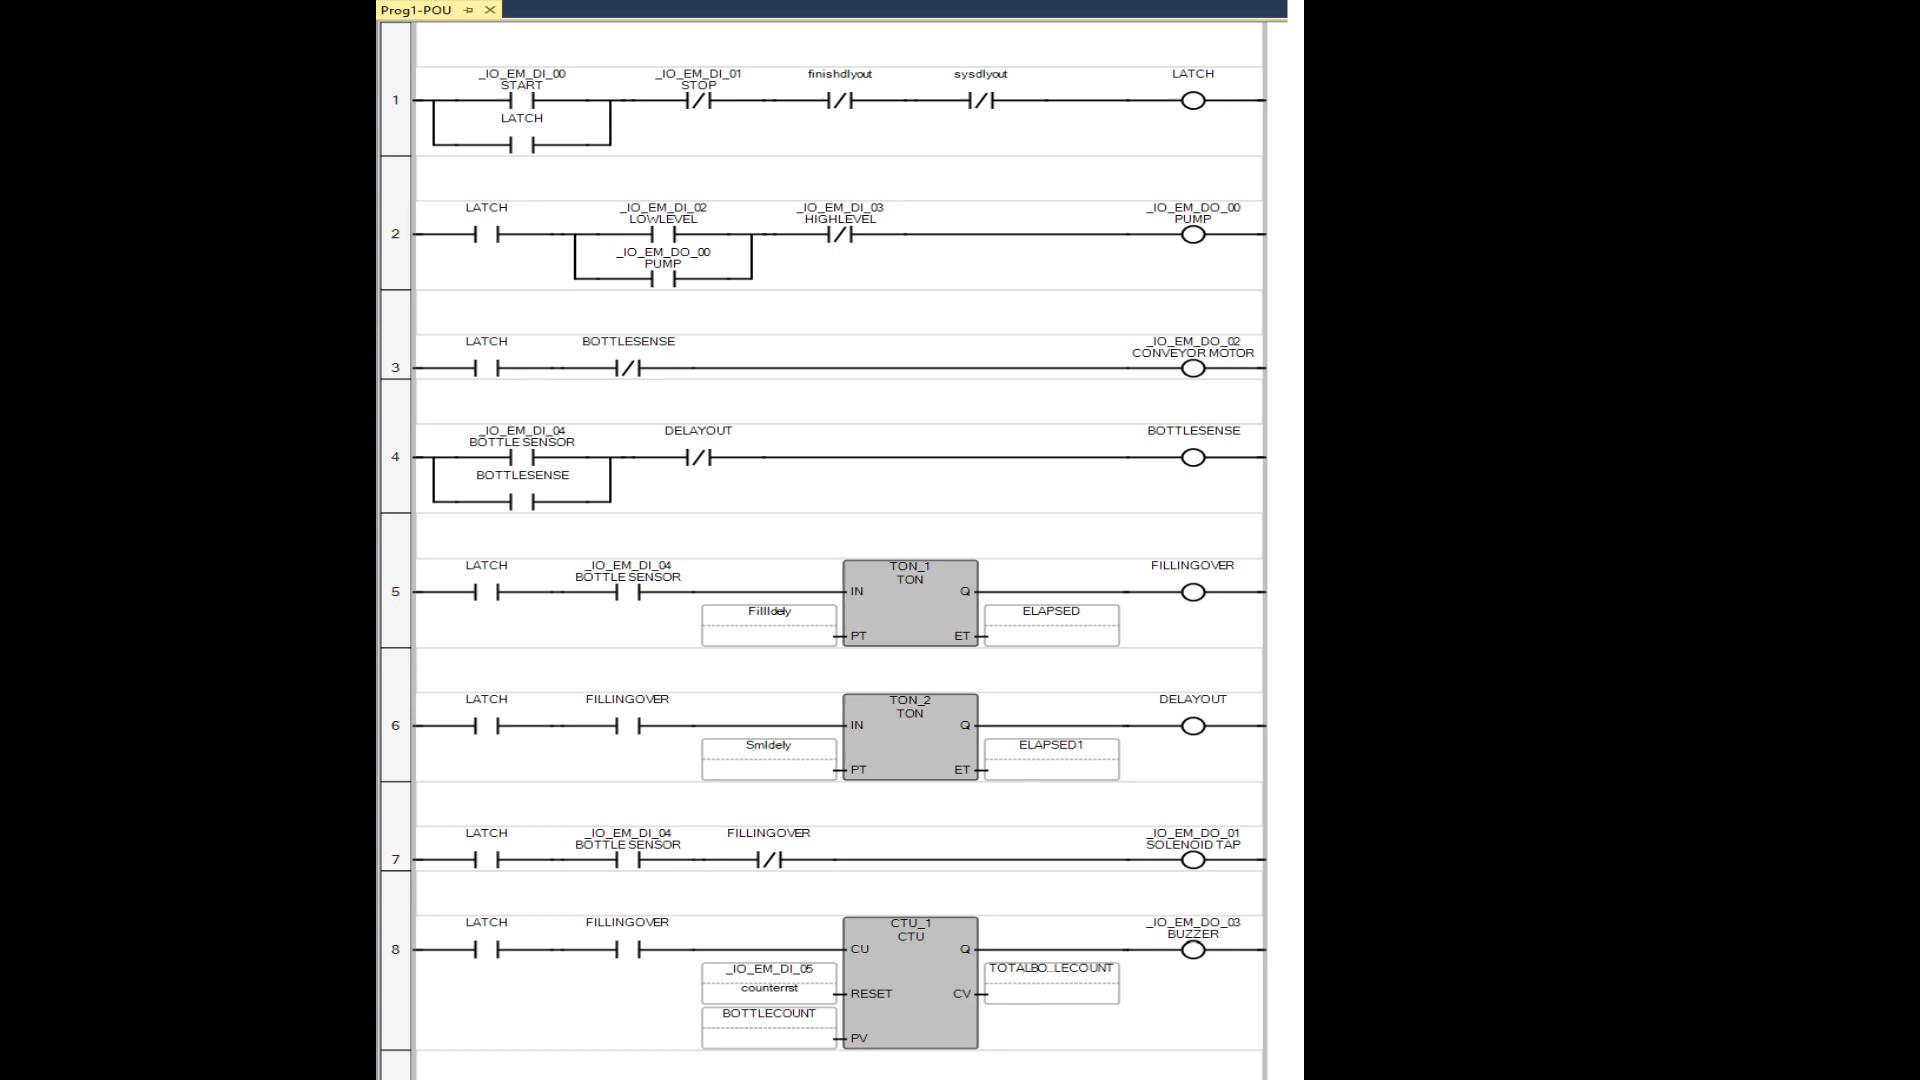 Prog1-POU
_IO_EM_DI_00 _IO_EM_DI_01 finishdlyout sysdlyout LATCH
START STOP
1
LATCH
LATCH _IO_EM_DI_02 _IO_EM_DI_03 _IO_EM_DO_00
LOWLEVEL HIGHLEVEL PUMP
2
_IO_EM_DO_00
PUMP
LATCH BOTTLESENSE _IO_EM_DO_02
CONVEYOR MOTOR
3
_IO_EM_DI_04 DELAYOUT BOTTLESENSE
BOTTLE SENSOR
4
BOTTLESENSE
LATCH _IO_EM_DI_04 TON_1 FILLINGOVER
BOTTLE SENSOR TON
5 IN Q
Fillldely ELAPSED
PT ET
LATCH FILLINGOVER TON_2 DELAYOUT
TON
6 IN Q
Smldely ELAPSED1
PT ET
LATCH _IO_EM_DI_04 FILLINGOVER _IO_EM_DO_01
BOTTLE SENSOR SOLENOID TAP
7
LATCH FILLINGOVER CTU_1 _IO_EM_DO_03
CTU BUZZER
8 CU Q
_IO_EM_DI_05 TOTALBO...LECOUNT
counterrst RESET CV
BOTTLECOUNT
PV